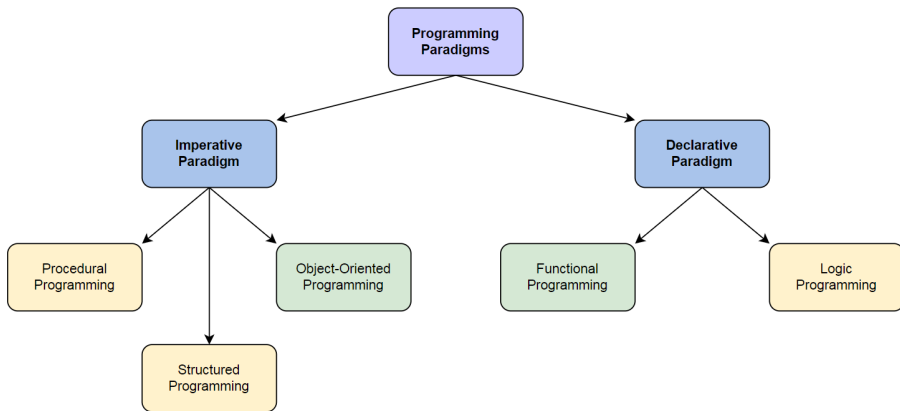 Programming
Paradigms
Imperative
Paradigm
Declarative
Paradigm
Procedural
Programming
Object-Oriented
Programming
Functional
Programming
Logic
Programming
Structured
Programming